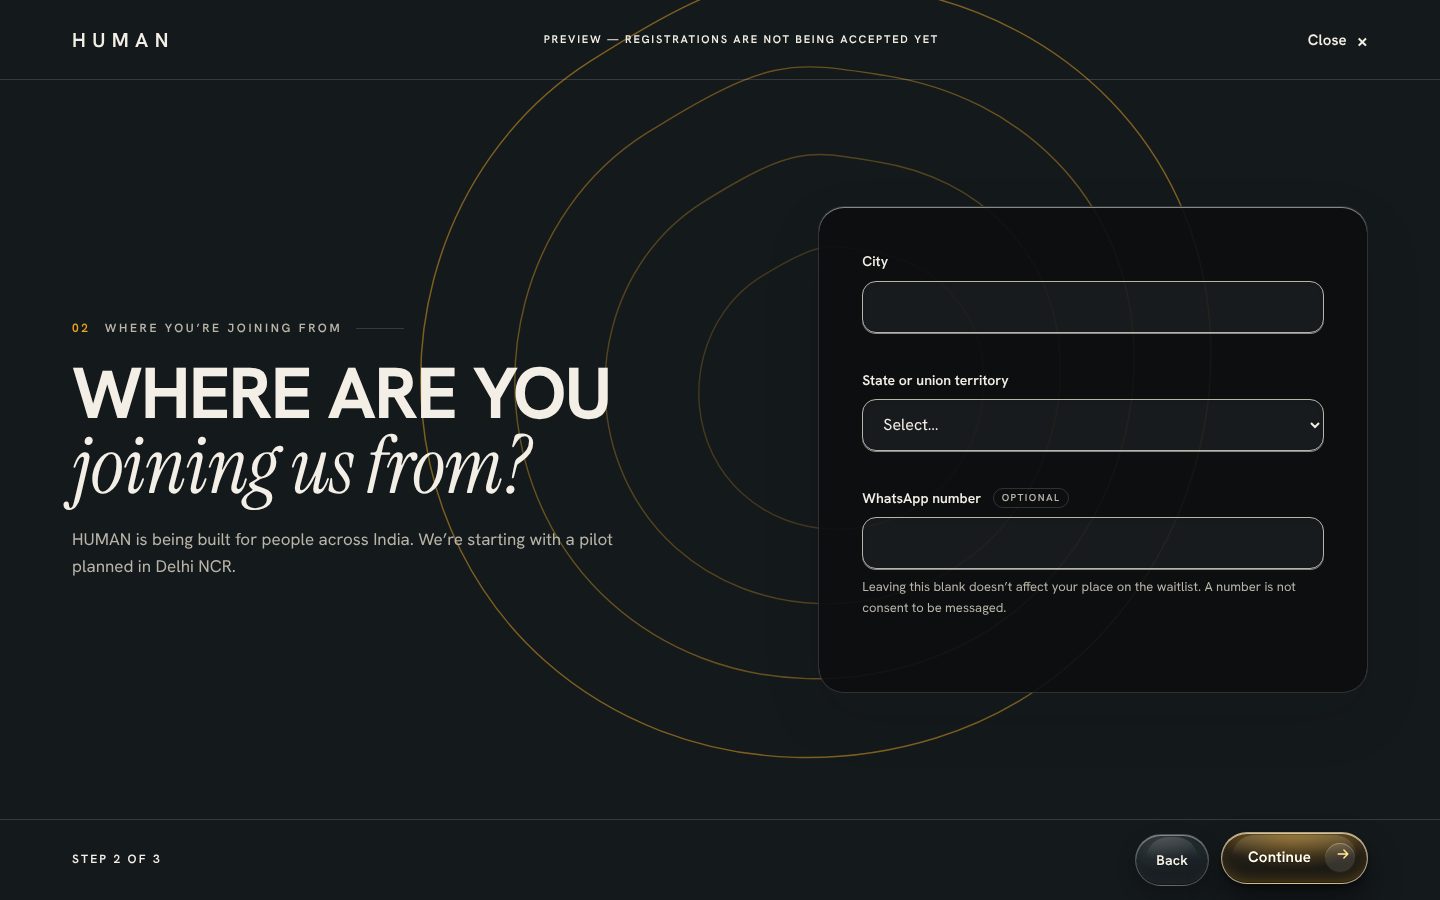 HUMAN
PREVIEW — REGISTRATIONS ARE NOT BEING ACCEPTED YET
Close ×
02 WHERE YOU’RE JOINING FROM
WHERE ARE YOU
joining us from?
HUMAN is being built for people across India. We’re starting with a pilot
planned in Delhi NCR.
City
State or union territory
Select...
WhatsApp number OPTIONAL
Leaving this blank doesn’t affect your place on the waitlist. A number is not
consent to be messaged.
STEP 2 OF 3
Back
Continue →